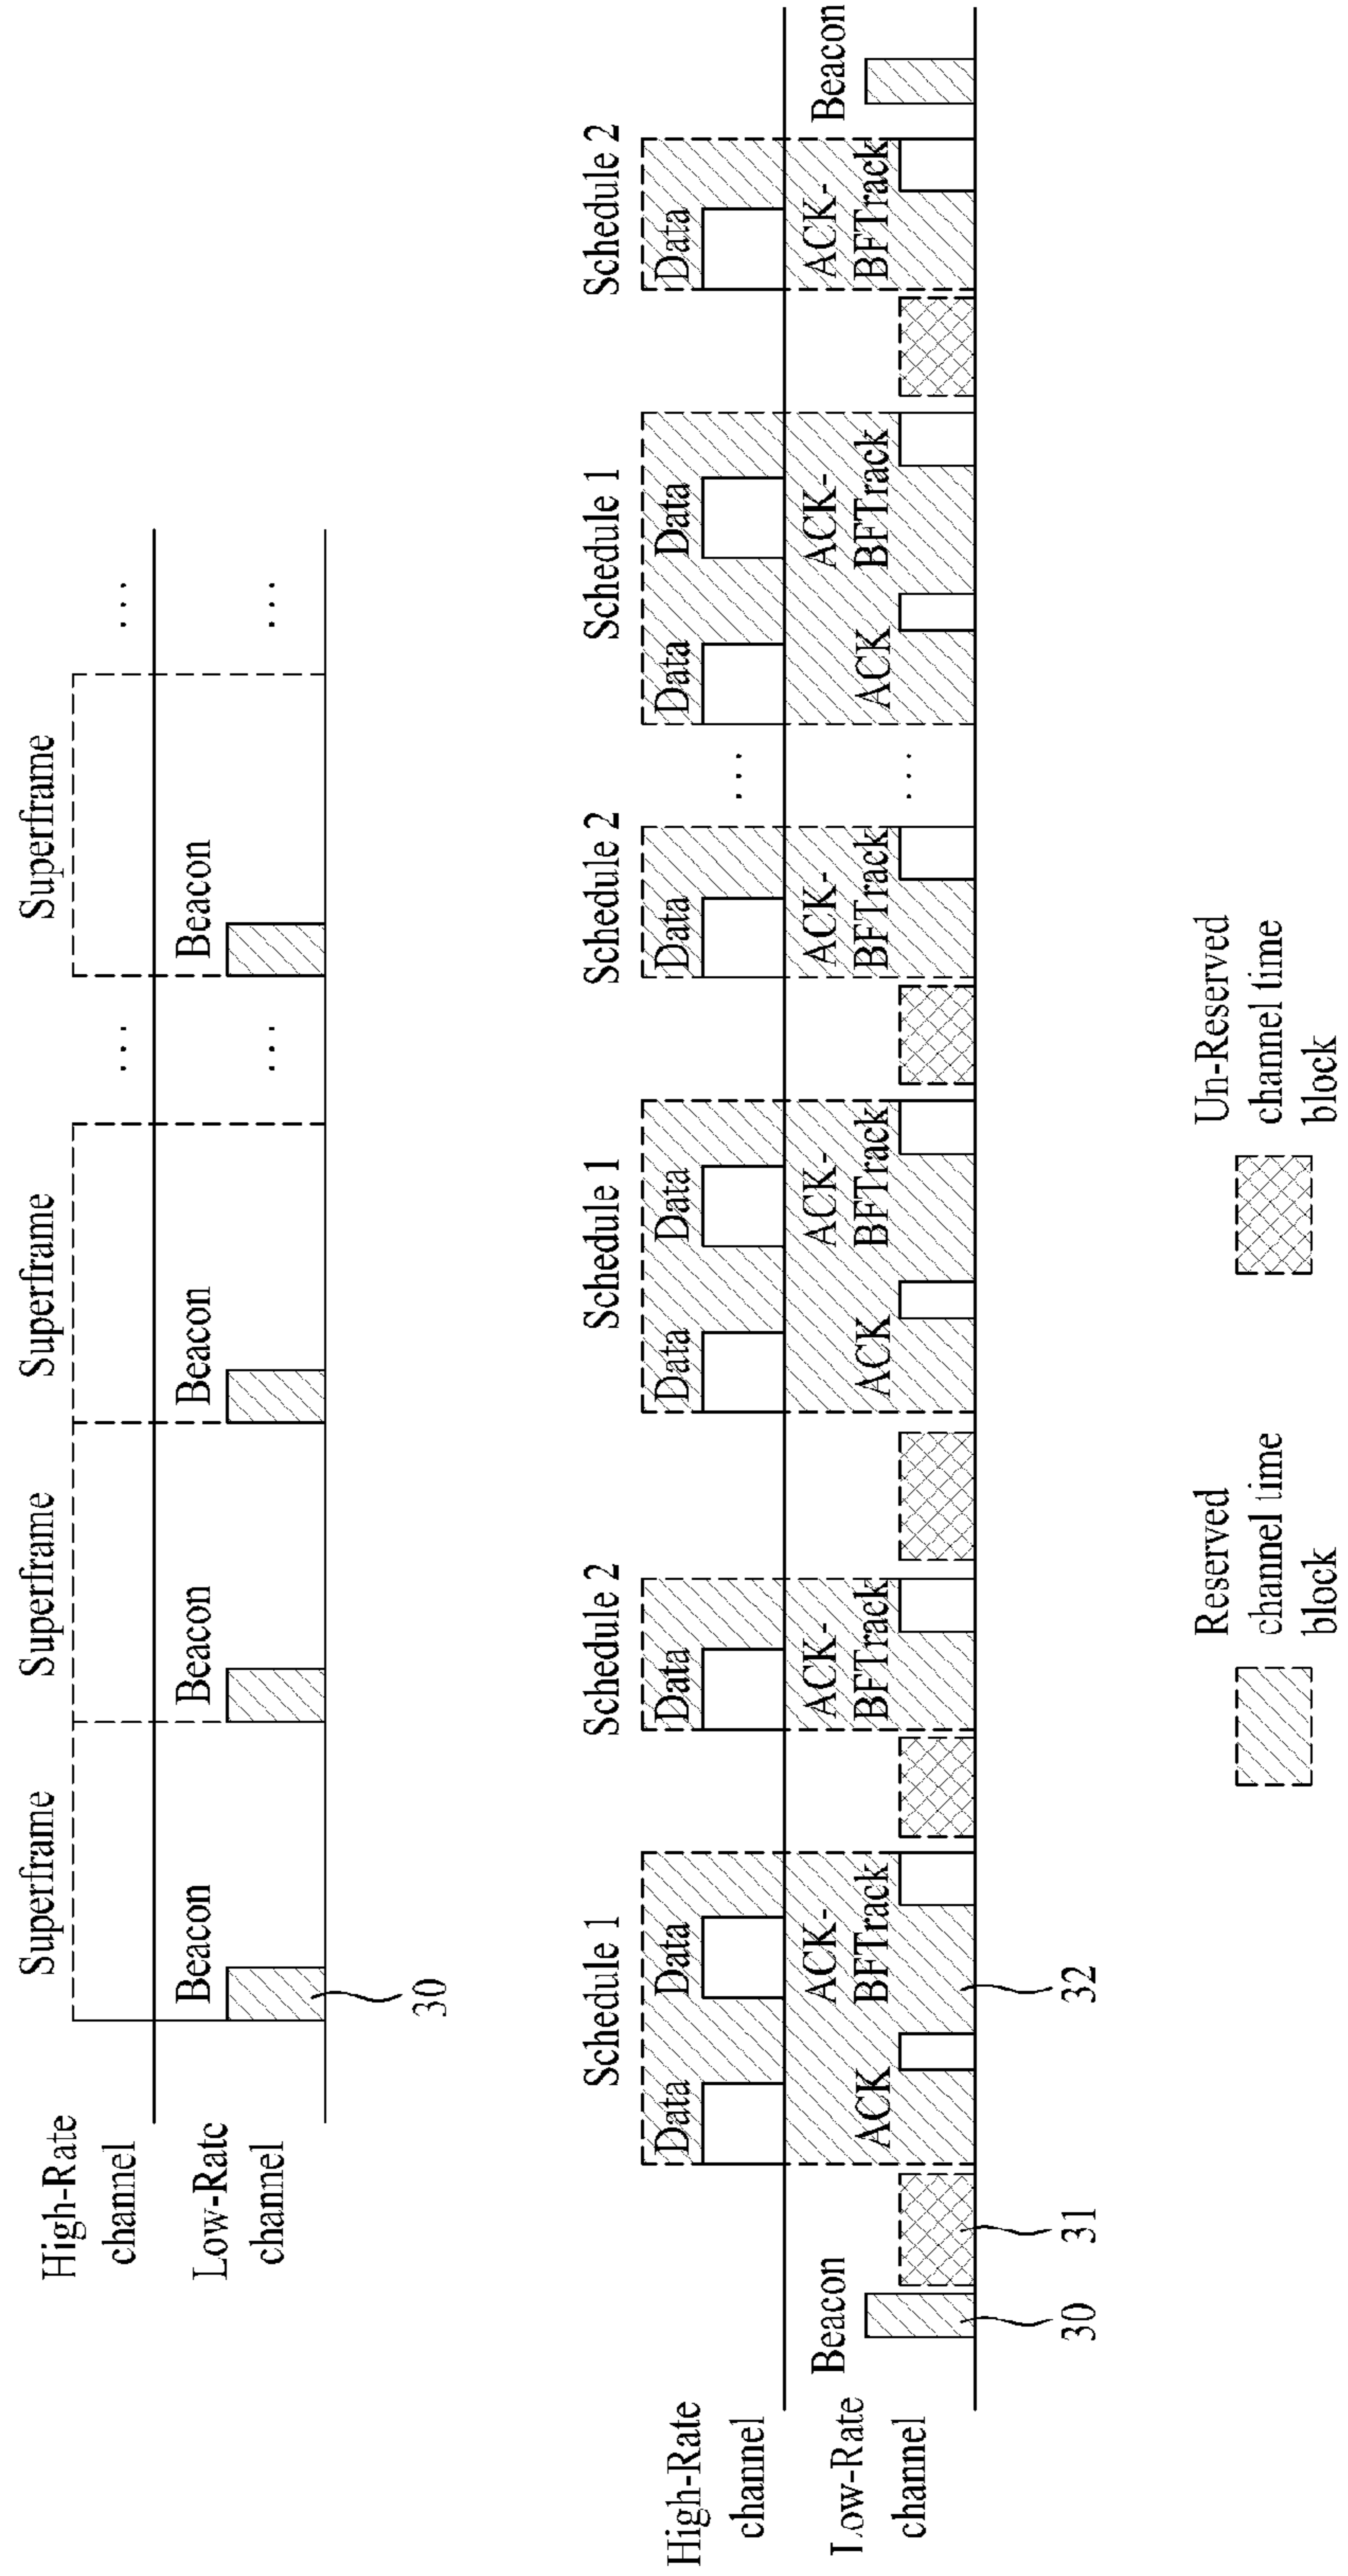 Superframe
Superframe
Superframe
Superframe
High-Rate
channel
...
...
Low-Rate
channel
Beacon
Beacon
Beacon
...
Beacon
...
30
Schedule 1
Schedule 2
Schedule 1
Schedule 2
Schedule 1
Schedule 2
High-Rate
channel
Data
Data
Data
Data
Data
Data
...
Data
Data
Data
Low-Rate
channel
Beacon
ACK
ACK-
BFTrack
ACK-
BFTrack
ACK
ACK-
BFTrack
ACK-
BFTrack
...
ACK
ACK-
BFTrack
ACK-
BFTrack
Beacon
30
31
32
Reserved
channel time
block
Un-Reserved
channel time
block